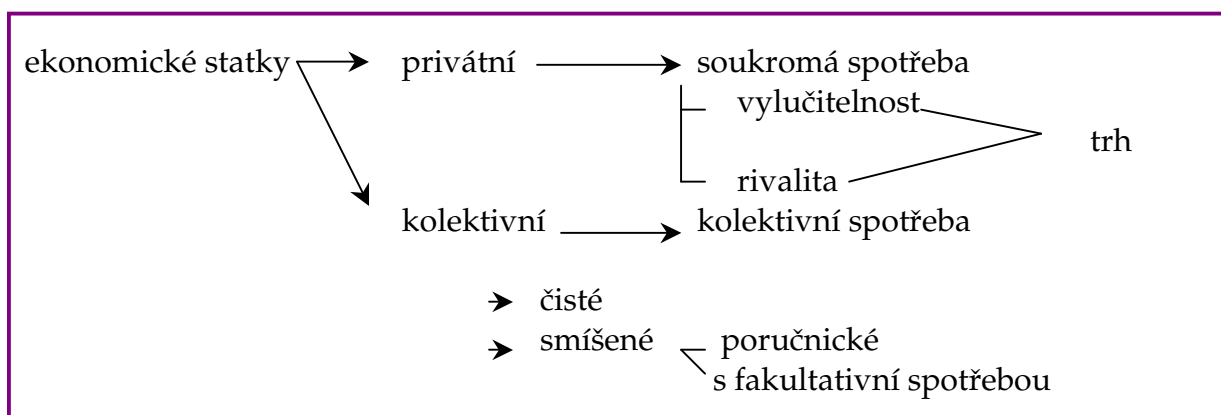 ekonomické statky privátní soukromá spotřeba
vylučitelnost
trh
rivalita
kolektivní kolektivní spotřeba
čisté
smíšené poručnické
s fakultativní spotřebou